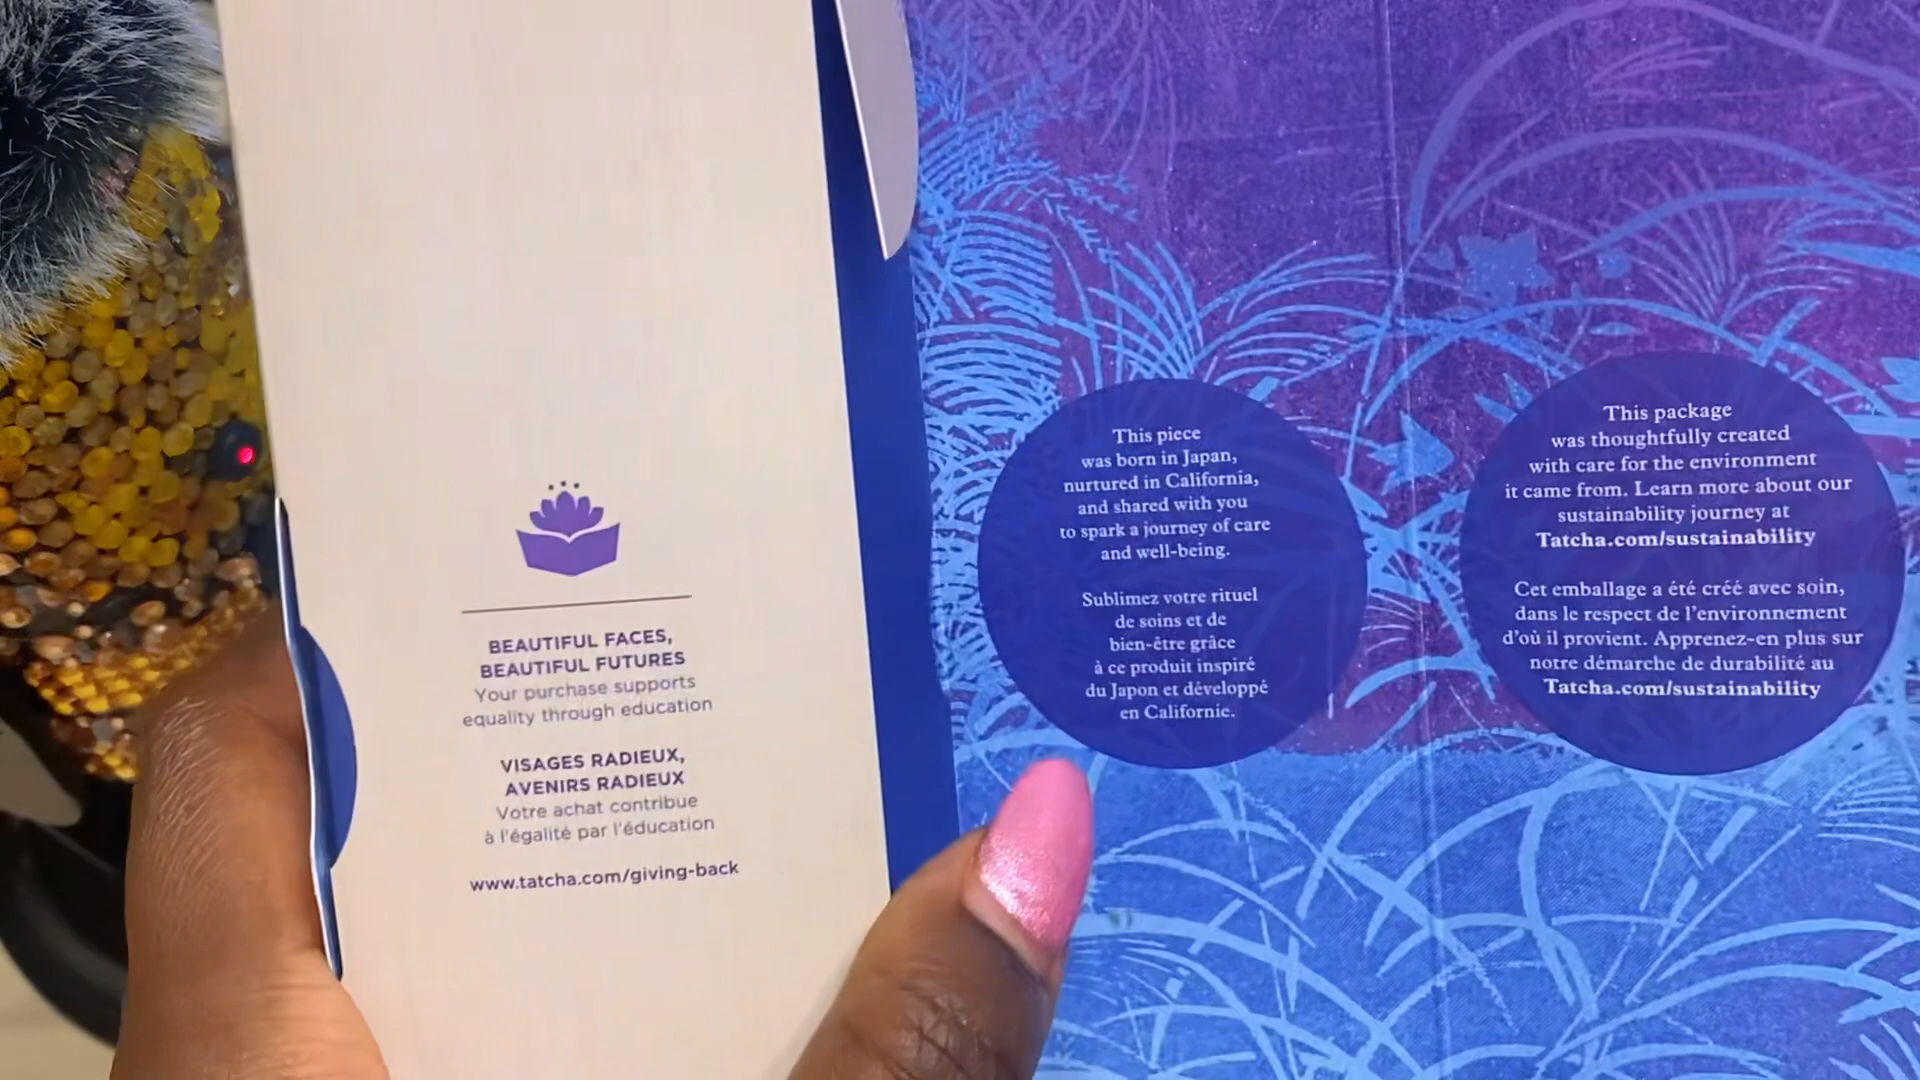 BEAUTIFUL FACES,
BEAUTIFUL FUTURES
Your purchase supports
equality through education
VISAGES RADIEUX,
AVENIRS RADIEUX
Votre achat contribue
à l'égalité par l'éducation
www.tatcha.com/giving-back
This piece
was born in Japan,
nurtured in California,
and shared with you
to spark a journey of care
and well-being.
Sublimez votre rituel
de soins et de
bien-être grâce
à ce produit inspiré
du Japon et développé
en Californie.
This package
was thoughtfully created
with care for the environment
it came from. Learn more about our
sustainability journey at
Tatcha.com/sustainability
Cet emballage a été créé avec soin,
dans le respect de l'environnement
d'où il provient. Apprenez-en plus sur
notre démarche de durabilité au
Tatcha.com/sustainability